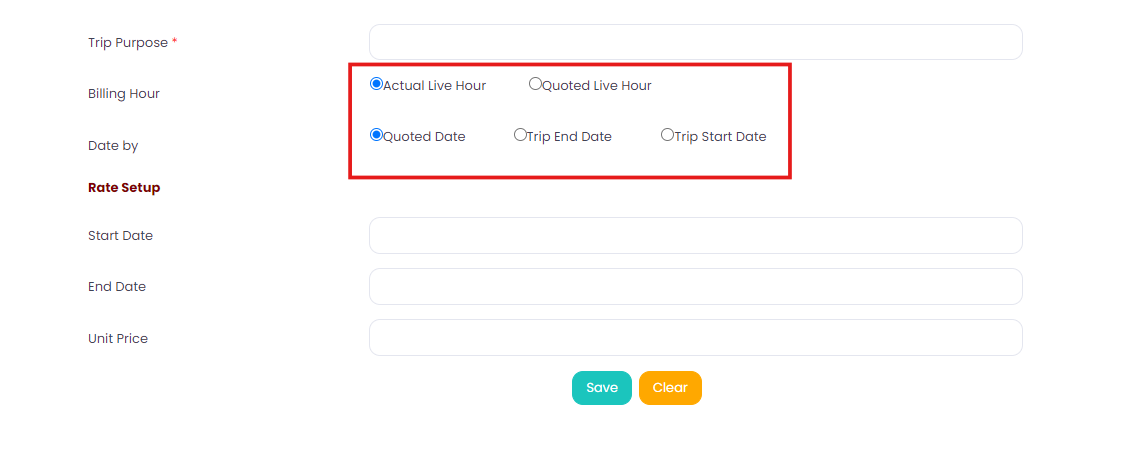 Trip Purpose *
Billing Hour Actual Live Hour Quoted Live Hour
Date by Quoted Date Trip End Date Trip Start Date
Rate Setup
Start Date
End Date
Unit Price
Save Clear